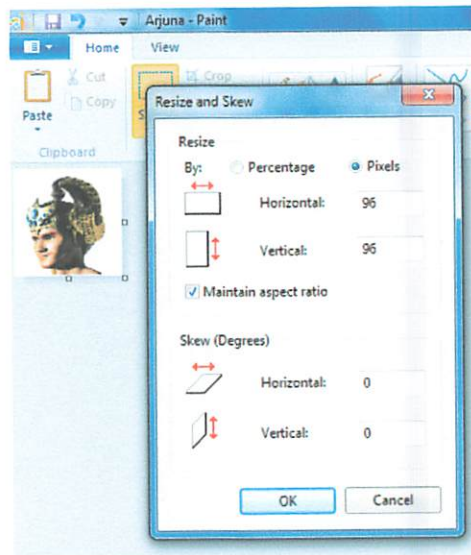 Arjuna - Paint
Home View
Cut
Crop
Copy
Paste
Clipboard
Resize and Skew
Resize
By: Percentage Pixels
Horizontal: 96
Vertical: 96
Maintain aspect ratio
Skew (Degrees)
Horizontal: 0
Vertical: 0
OK Cancel